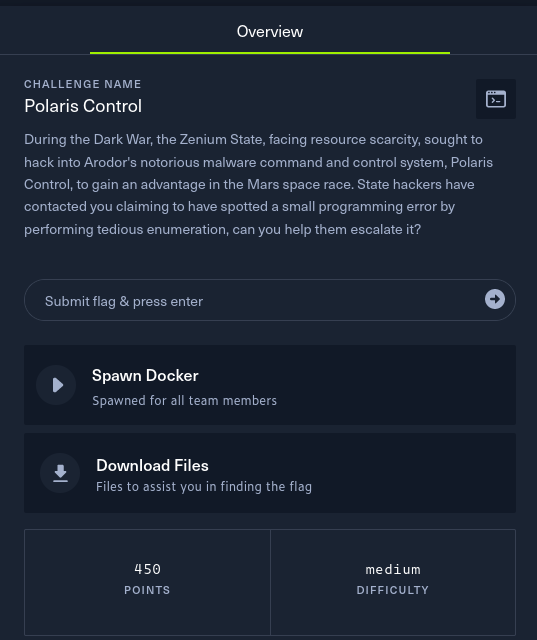 Overview
CHALLENGE NAME
Polaris Control
During the Dark War, the Zenium State, facing resource scarcity, sought to
hack into Arodor's notorious malware command and control system, Polaris
Control, to gain an advantage in the Mars space race. State hackers have
contacted you claiming to have spotted a small programming error by
performing tedious enumeration, can you help them escalate it?
Submit flag & press enter
Spawn Docker
Spawned for all team members
Download Files
Files to assist you in finding the flag
450
POINTS
medium
DIFFICULTY